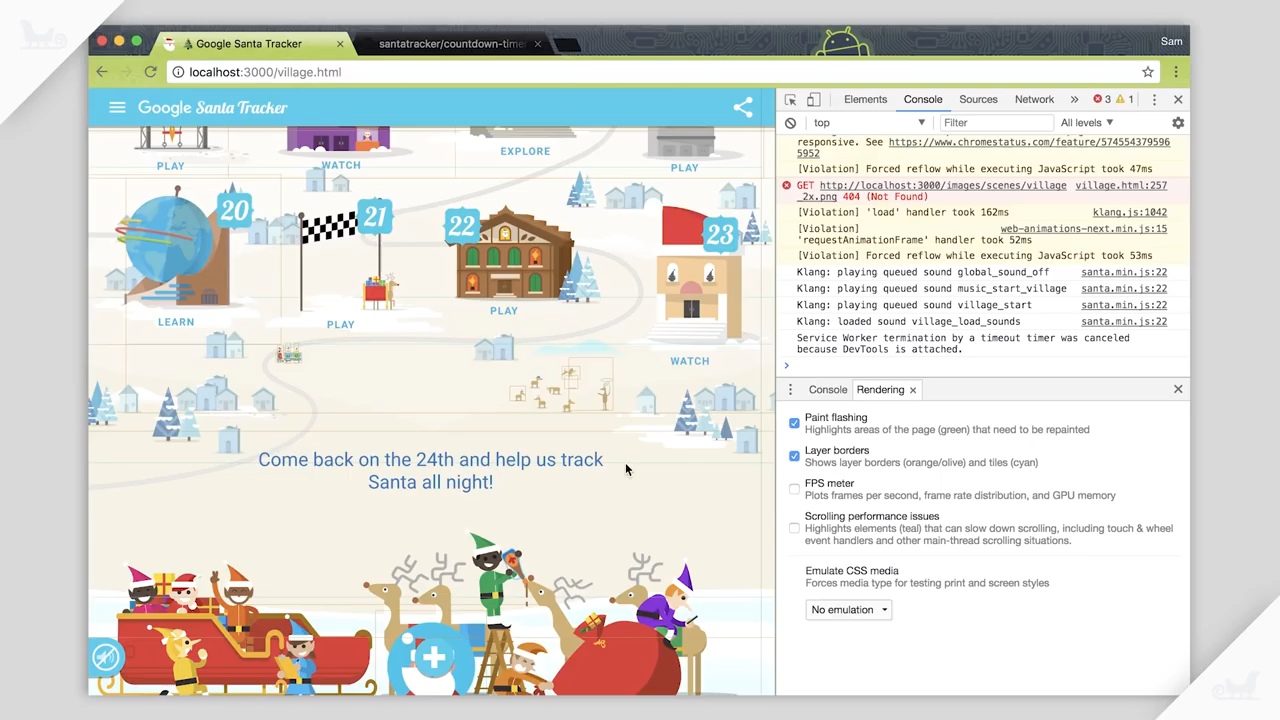 Google Santa Tracker
santatracker/countdown-time
Sam
localhost:3000/village.html
Google Santa Tracker
PLAY
WATCH
EXPLORE
PLAY
20
21
22
23
LEARN
PLAY
PLAY
WATCH
Come back on the 24th and help us track
Santa all night!
Elements
Console
Sources
Network
3
1
top
Filter
All levels
responsive. See https://www.chromestatus.com/feature/574554379596
5952
[Violation] Forced reflow while executing JavaScript took 47ms
GET http://localhost:3000/images/scenes/village village.html:257
_2x.png 404 (Not Found)
[Violation] 'load' handler took 162ms klang.js:1042
[Violation] web-animations-next.min.js:15
'requestAnimationFrame' handler took 52ms
[Violation] Forced reflow while executing JavaScript took 53ms
Klang: playing queued sound global_sound_off santa.min.js:22
Klang: playing queued sound music_start_village santa.min.js:22
Klang: playing queued sound village_start santa.min.js:22
Klang: loaded sound village_load_sounds santa.min.js:22
Service Worker termination by a timeout timer was canceled
because DevTools is attached.
Console
Rendering
Paint flashing
Highlights areas of the page (green) that need to be repainted
Layer borders
Shows layer borders (orange/olive) and tiles (cyan)
FPS meter
Plots frames per second, frame rate distribution, and GPU memory
Scrolling performance issues
Highlights elements (teal) that can slow down scrolling, including touch & wheel
event handlers and other main-thread scrolling situations.
Emulate CSS media
Forces media type for testing print and screen styles
No emulation